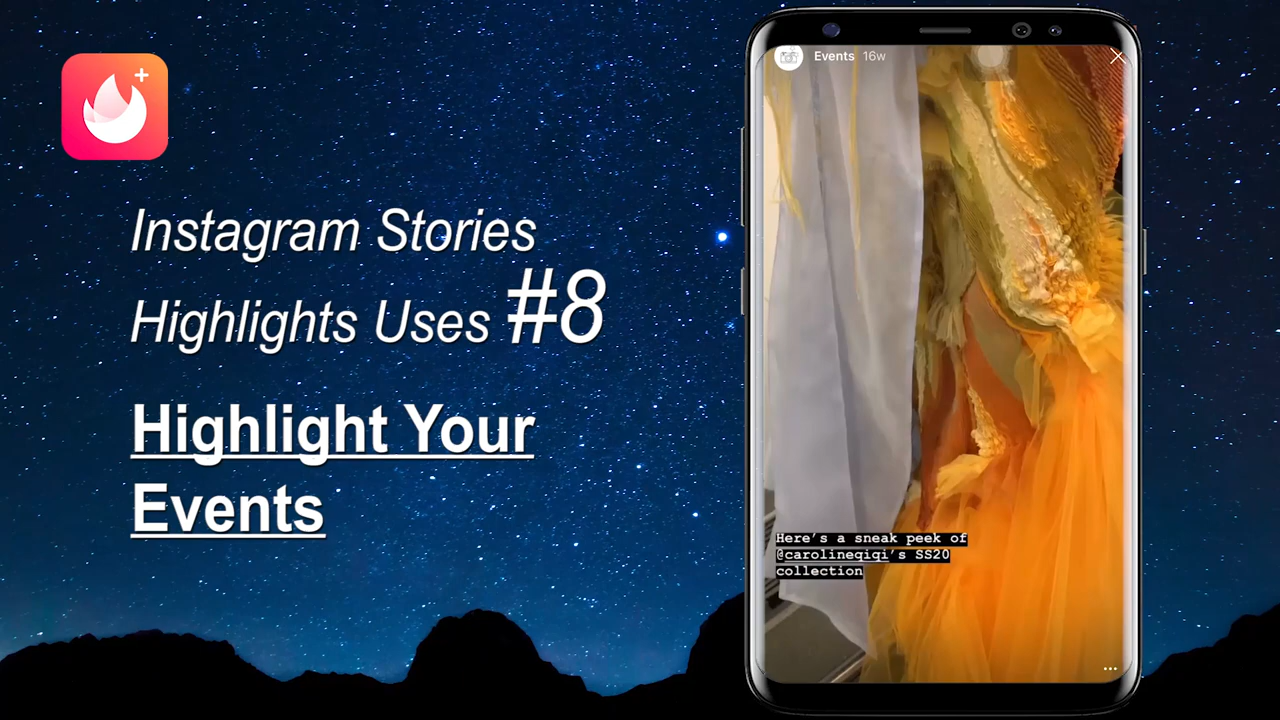 Instagram Stories
Highlights Uses #8
Highlight Your
Events
Events 16w
Here's a sneak peek of
@carolineqiqi's SS20
collection